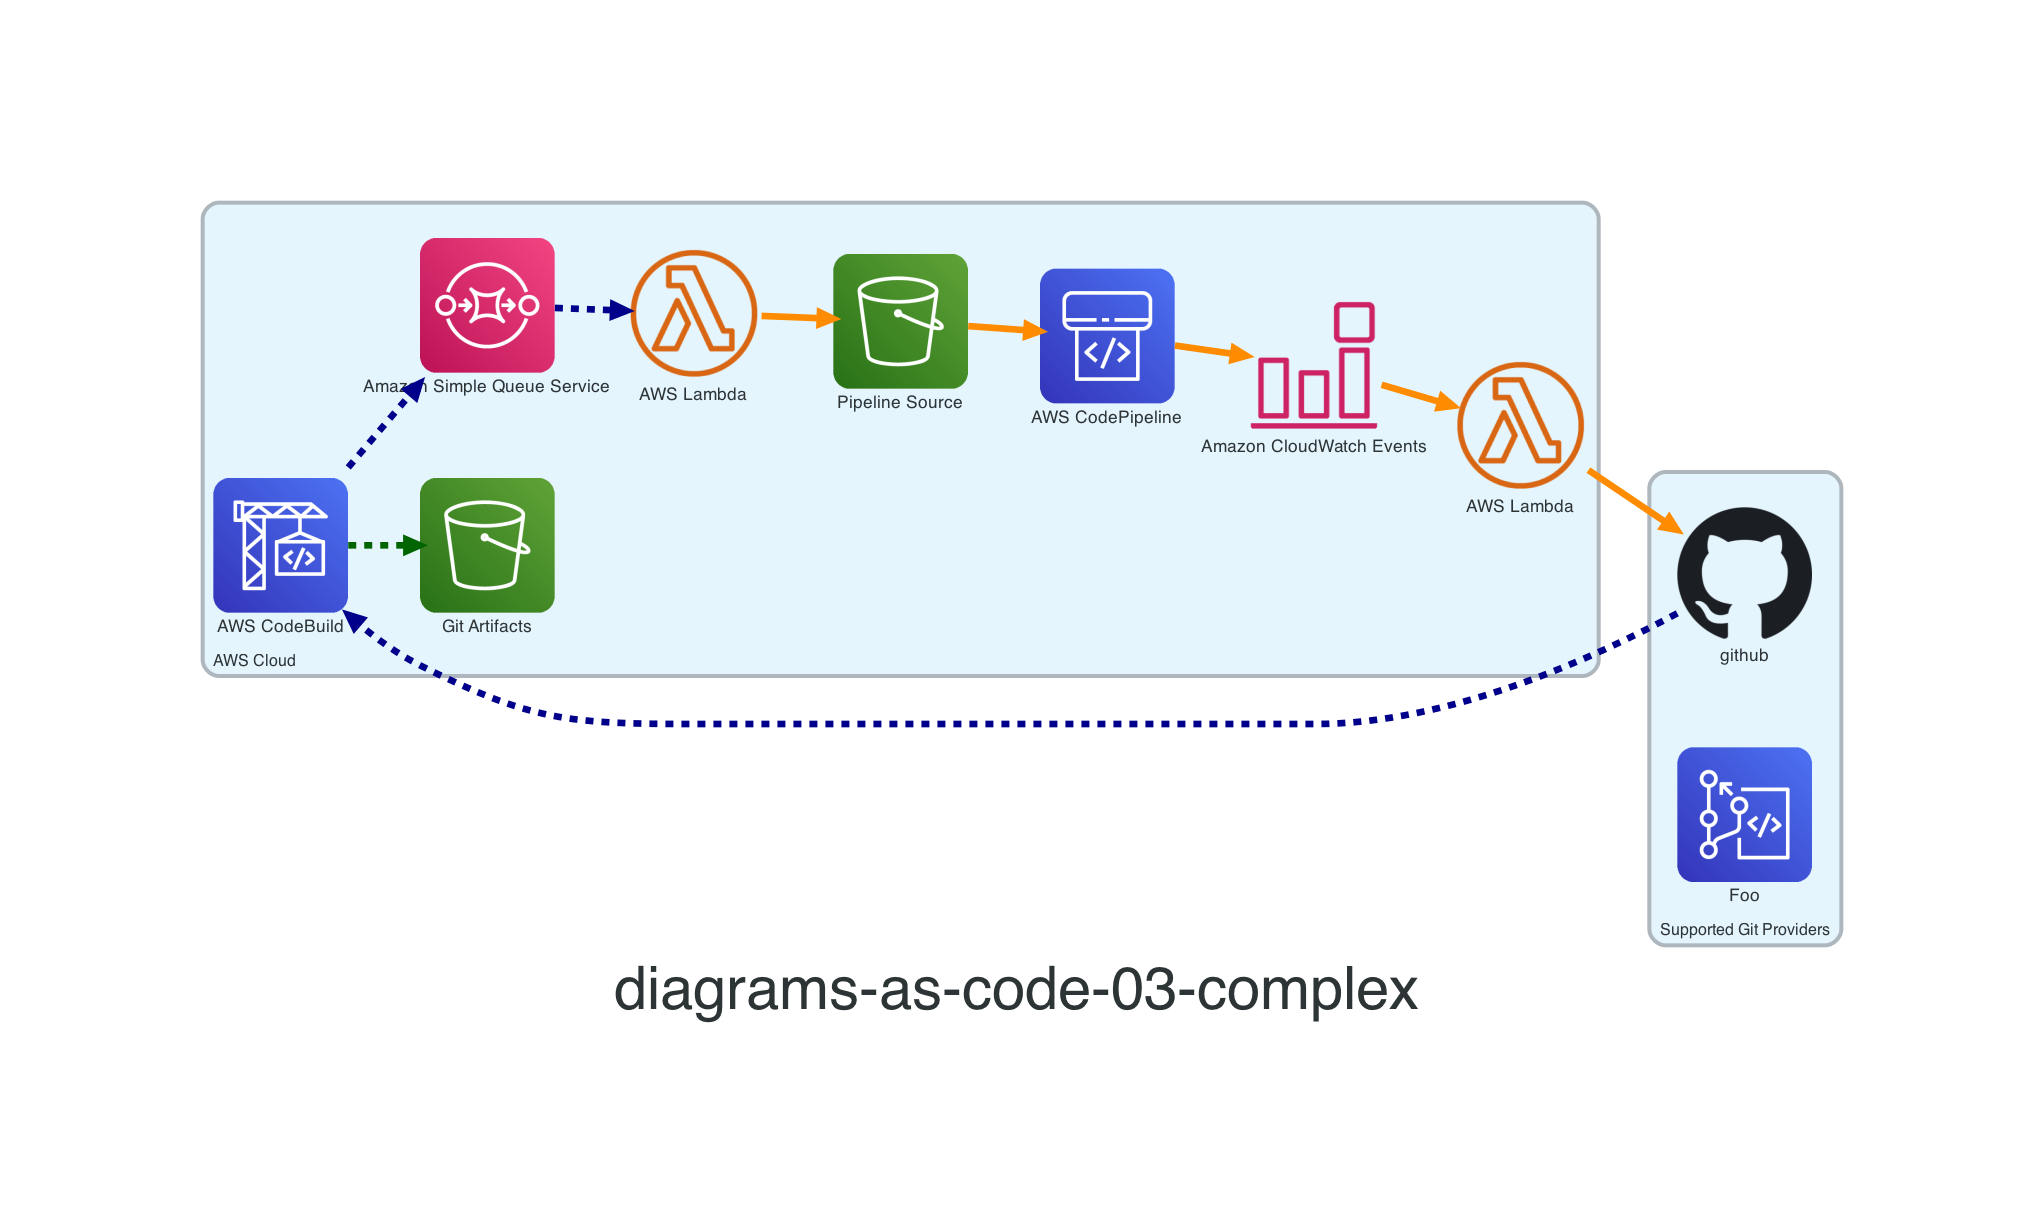 Amazon Simple Queue Service
AWS Lambda
Pipeline Source
AWS CodePipeline
Amazon CloudWatch Events
AWS Lambda
AWS CodeBuild
Git Artifacts
AWS Cloud
github
Foo
Supported Git Providers
diagrams-as-code-03-complex